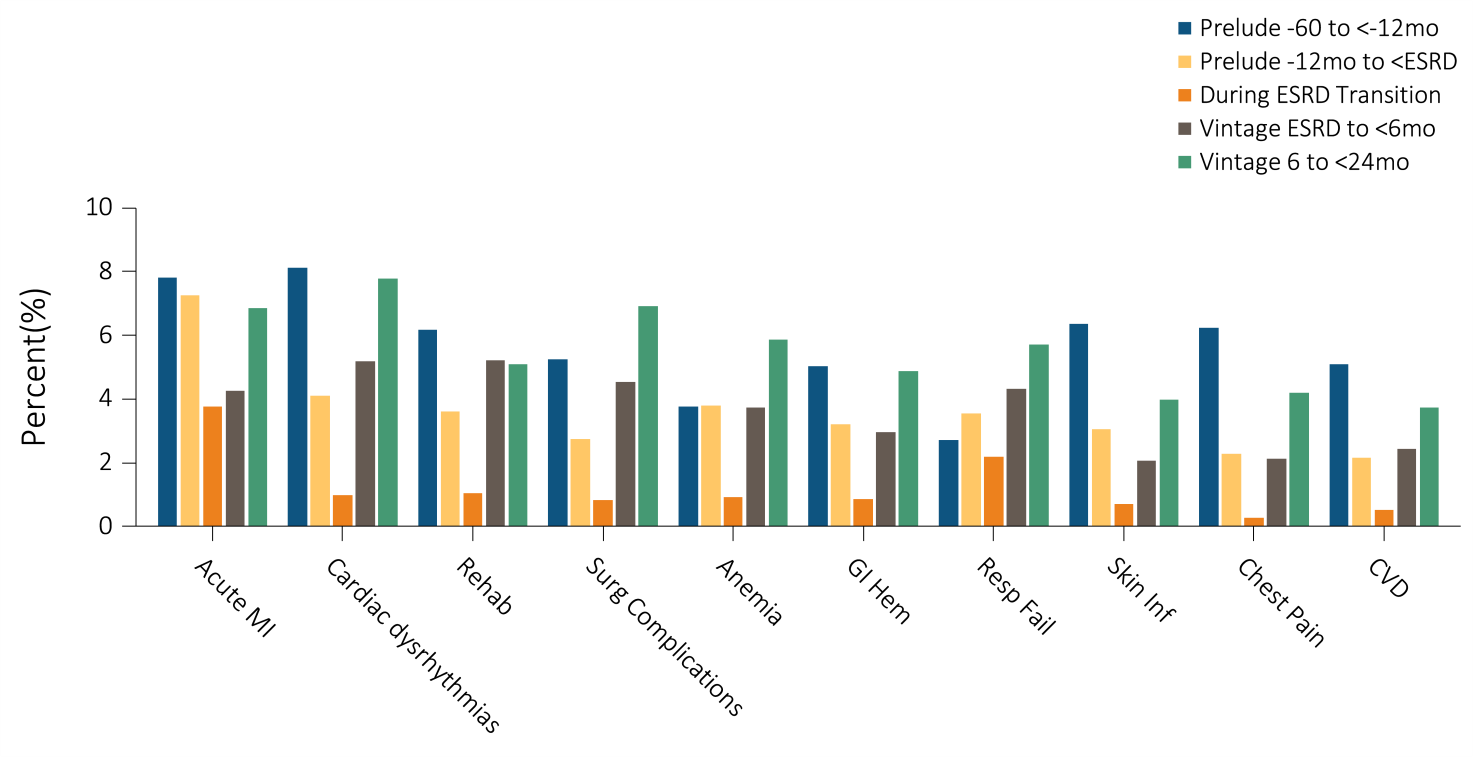 Prelude -60 to <-12mo
Prelude -12mo to <ESRD
During ESRD Transition
Vintage ESRD to <6mo
Vintage 6 to <24mo
10
8
6
4
2
0
Percent(%)
Acute MI
Cardiac dysrhythmias
Rehab
Surg Complications
Anemia
GI Hem
Resp Fail
Skin Inf
Chest Pain
CVD